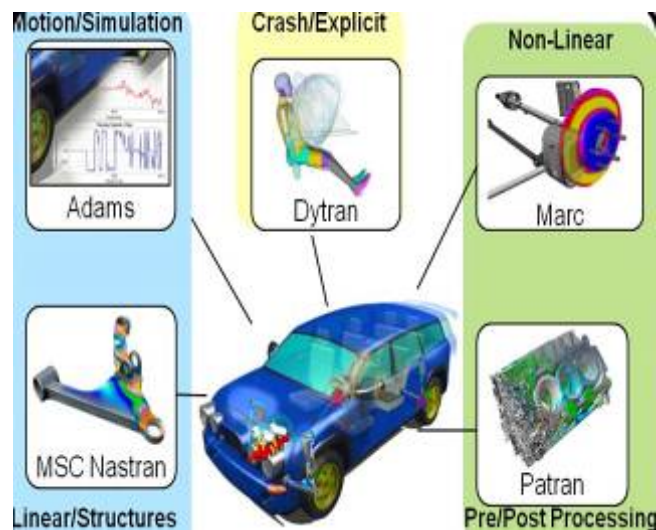 Motion/Simulation
Adams
Crash/Explicit
Dytran
Non-Linear
Marc
MSC Nastran
Linear/Structures
Patran
Pre/Post Processing